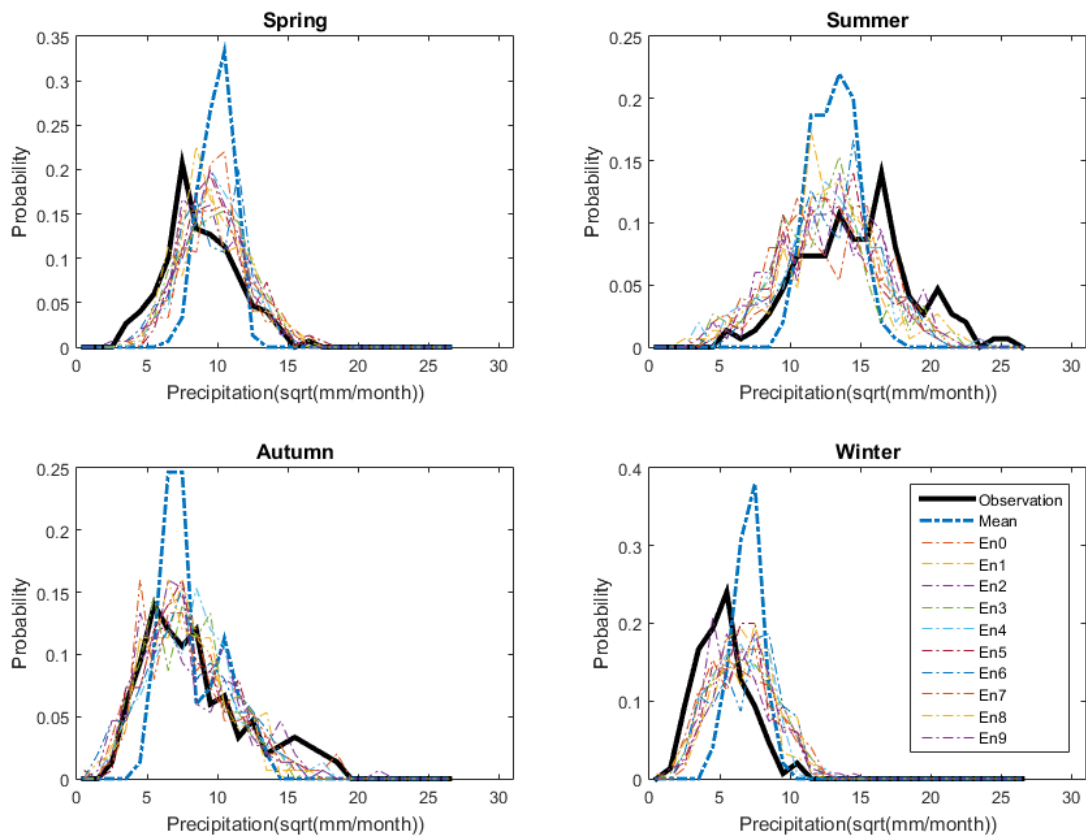 Spring
0.35
0.3
0.25
0.2
0.15
0.1
0.05
0
Probability
0 5 10 15 20 25 30
Precipitation(sqrt(mm/month))
Summer
0.25
0.2
0.15
0.1
0.05
0
Probability
0 5 10 15 20 25 30
Precipitation(sqrt(mm/month))
Autumn
0.25
0.2
0.15
0.1
0.05
0
Probability
0 5 10 15 20 25 30
Precipitation(sqrt(mm/month))
Winter
0.4
0.3
0.2
0.1
0
Probability
0 5 10 15 20 25 30
Precipitation(sqrt(mm/month))
Observation
Mean
En0
En1
En2
En3
En4
En5
En6
En7
En8
En9